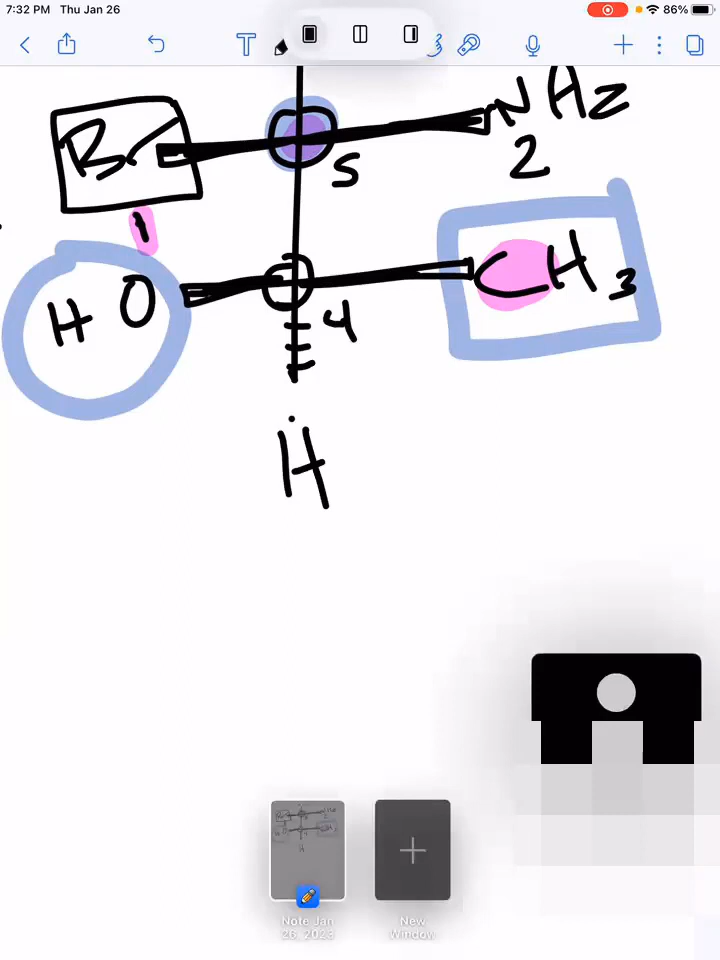 7:32 PM Thu Jan 26
86%
T
Br NH2
5 2
1
HO CH3
4
H
Note Jan 26, 2023
New Window